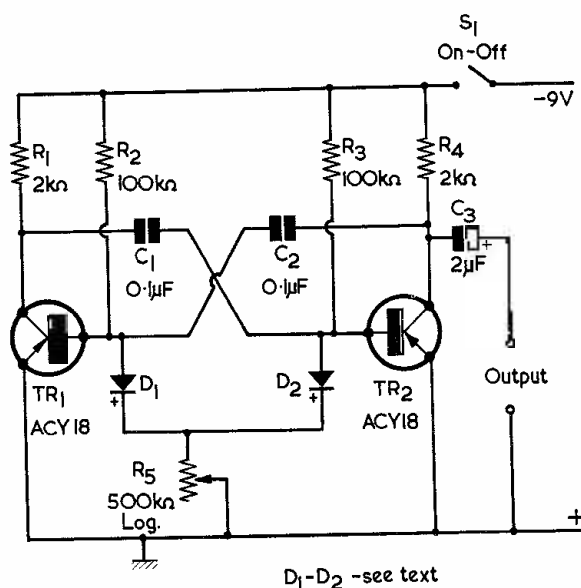 S1
On-Off
-9V
R1
2kΩ
R2
100kΩ
R3
100kΩ
R4
2kΩ
C1
0·1μF
C2
0·1μF
C3
+
2μF
TR1
ACY18
D1
+
D2
+
TR2
ACY18
Output
R5
500kΩ
Log.
+
D1-D2 -see text